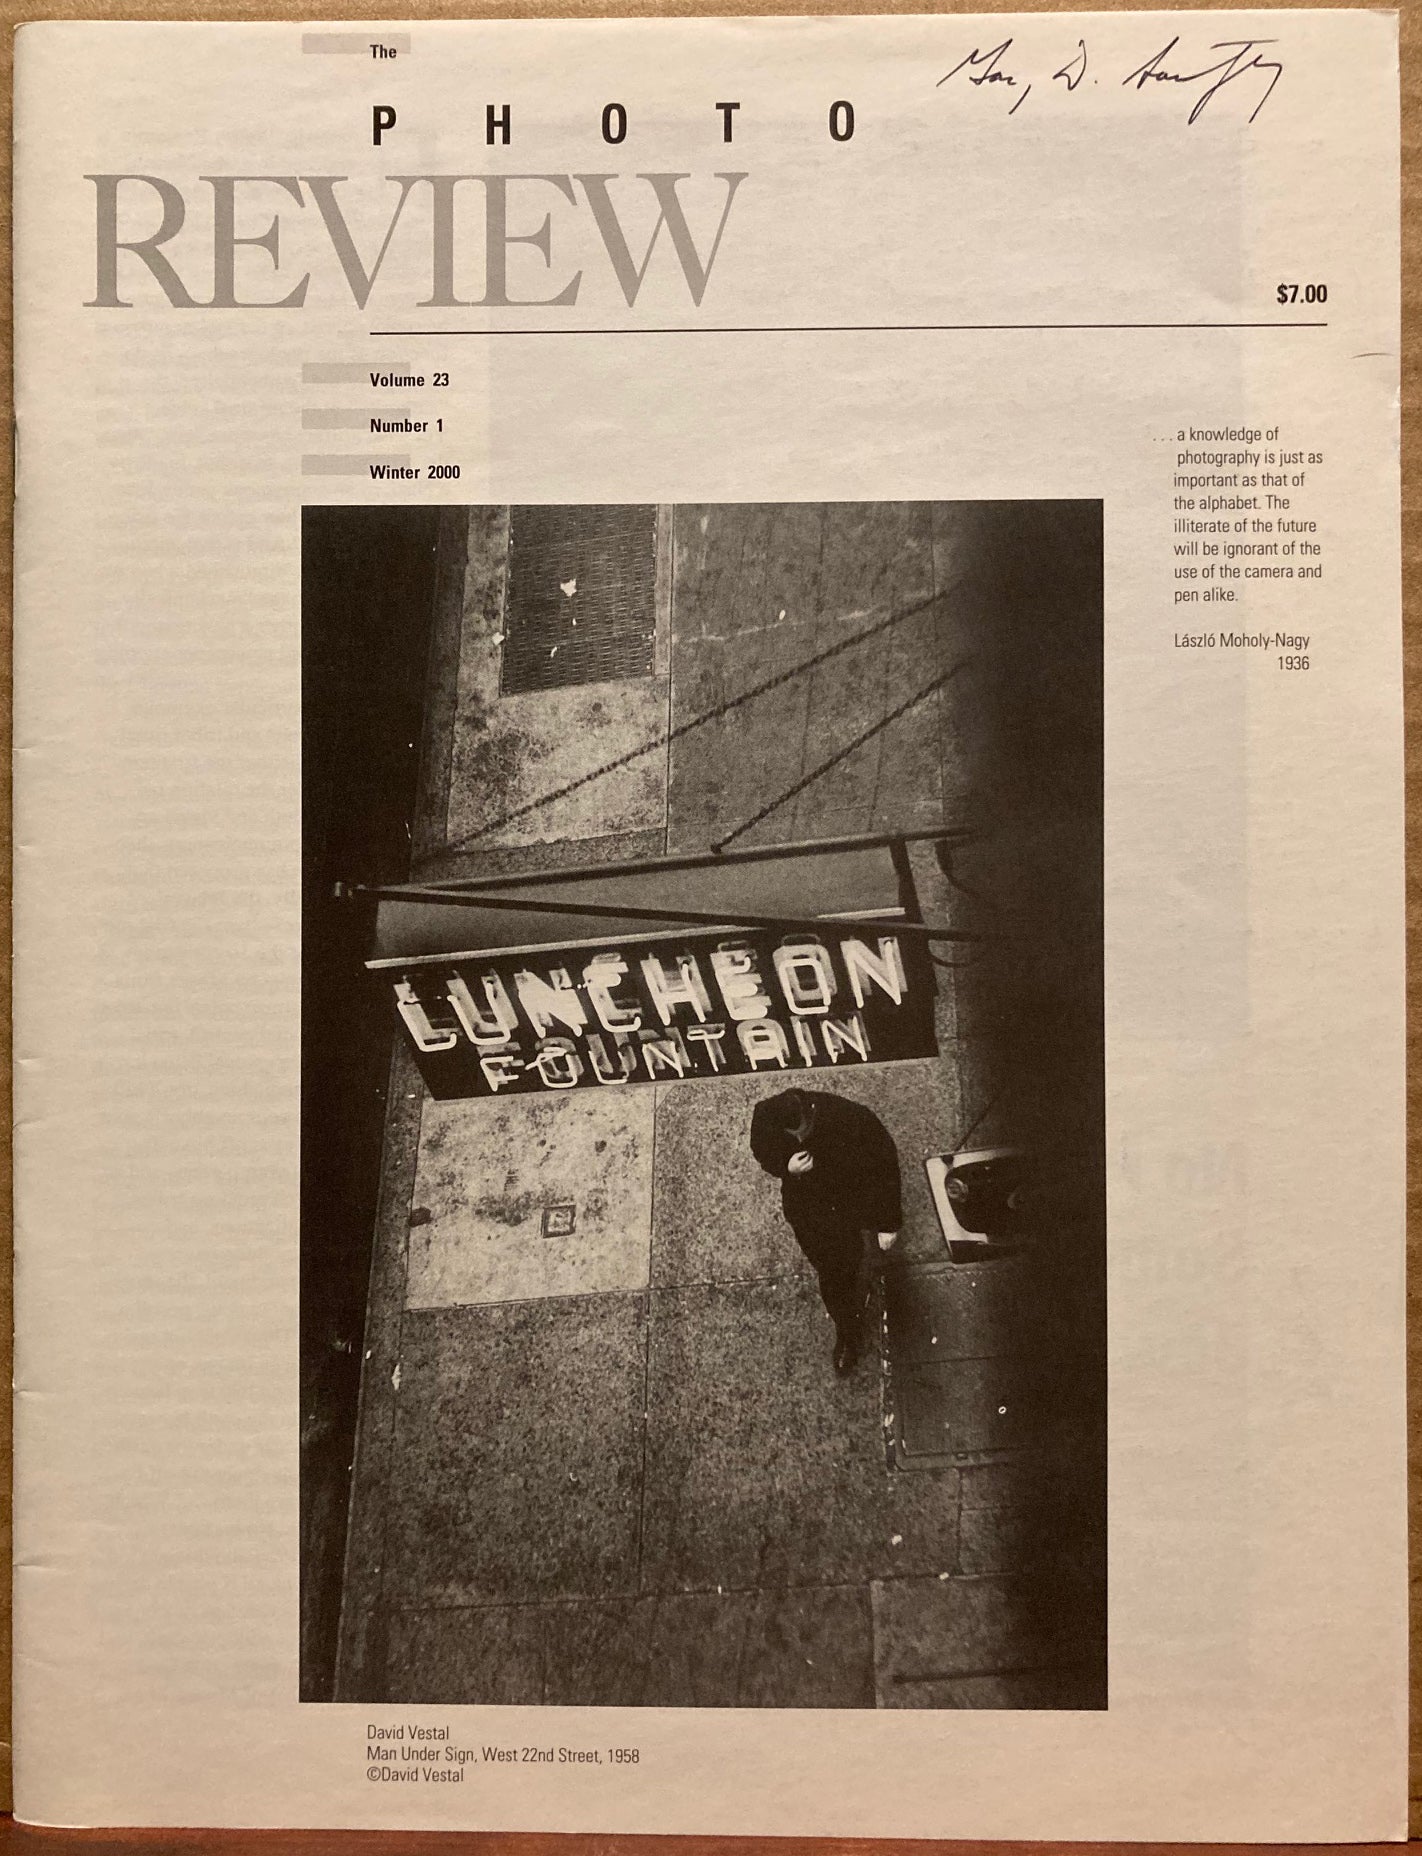 The
PHOTO
REVIEW
$7.00
Volume 23
Number 1
Winter 2000
. . . a knowledge of
photography is just as
important as that of
the alphabet. The
illiterate of the future
will be ignorant of the
use of the camera and
pen alike.
László Moholy-Nagy
1936
LUNCHEON
FOUNTAIN
David Vestal
Man Under Sign, West 22nd Street, 1958
©David Vestal